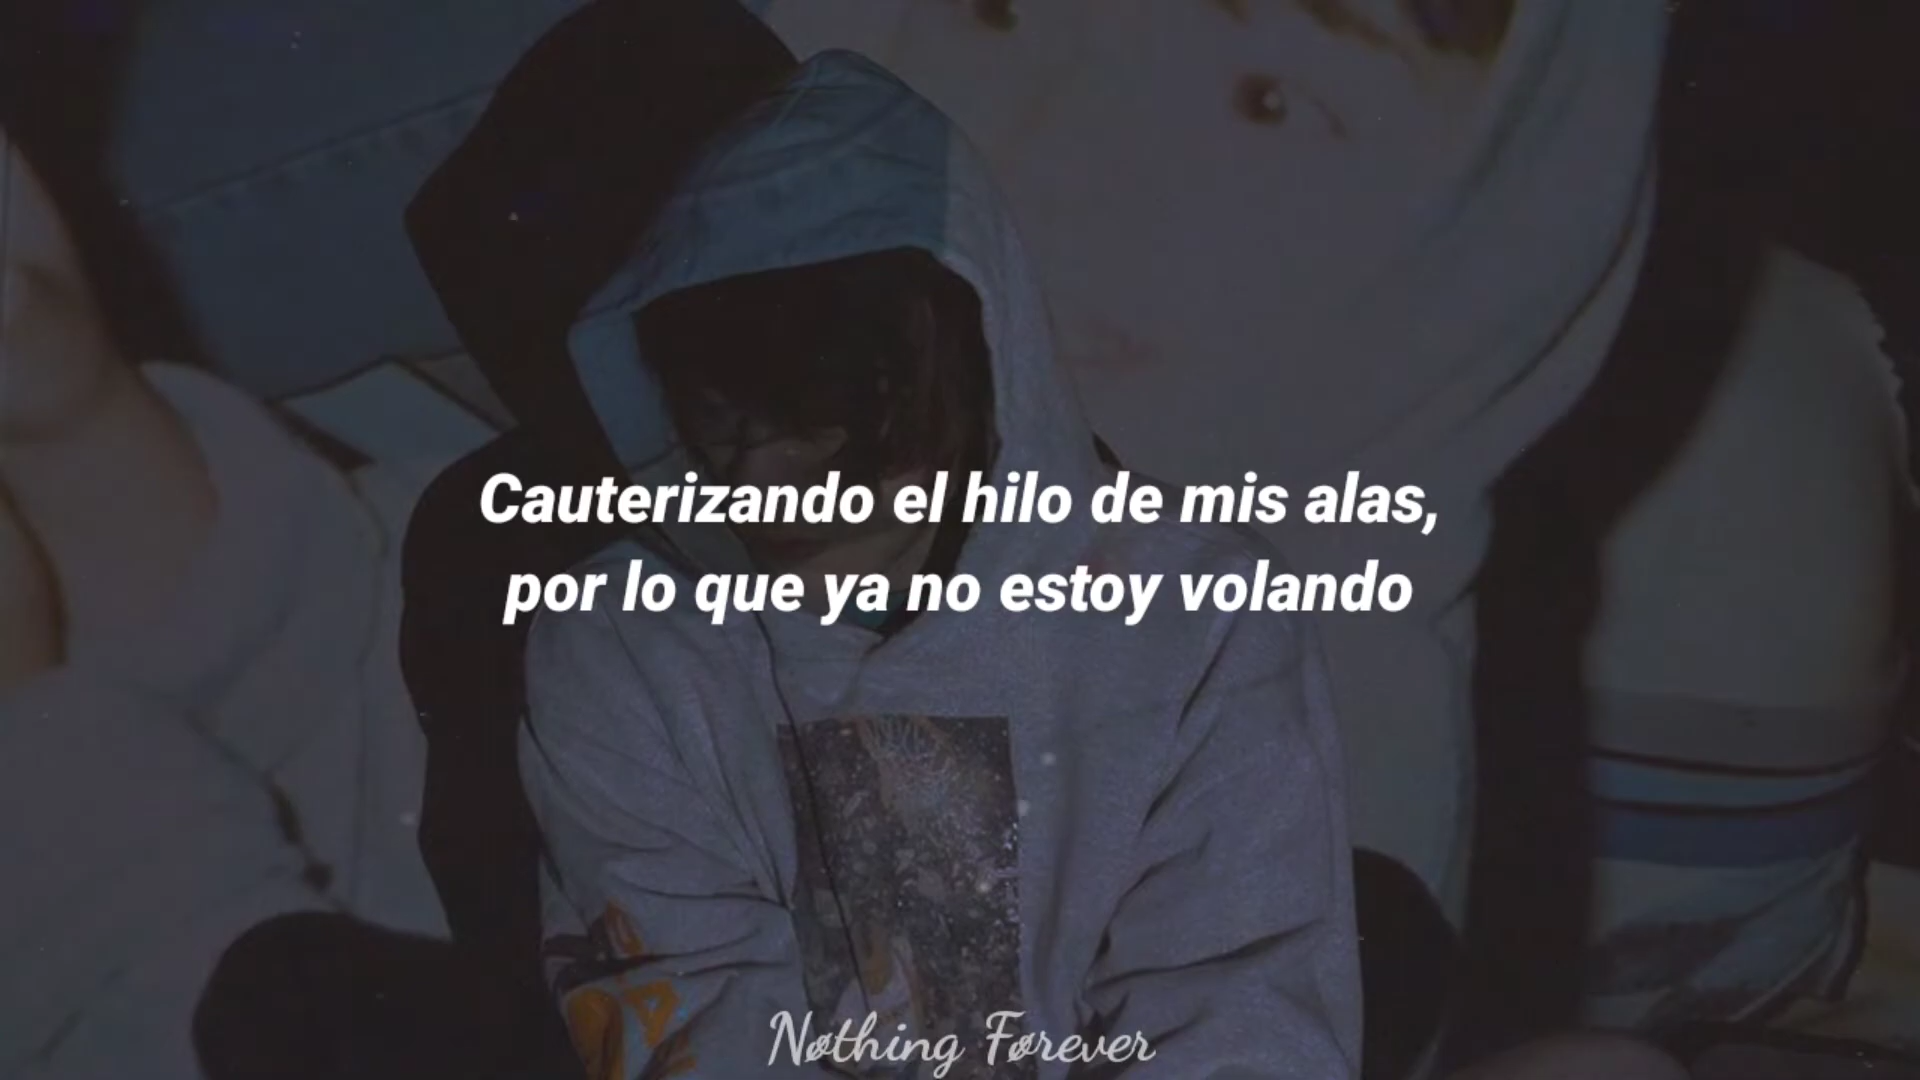 Cauterizando el hilo de mis alas,
por lo que ya no estoy volando
Nøthing Førever